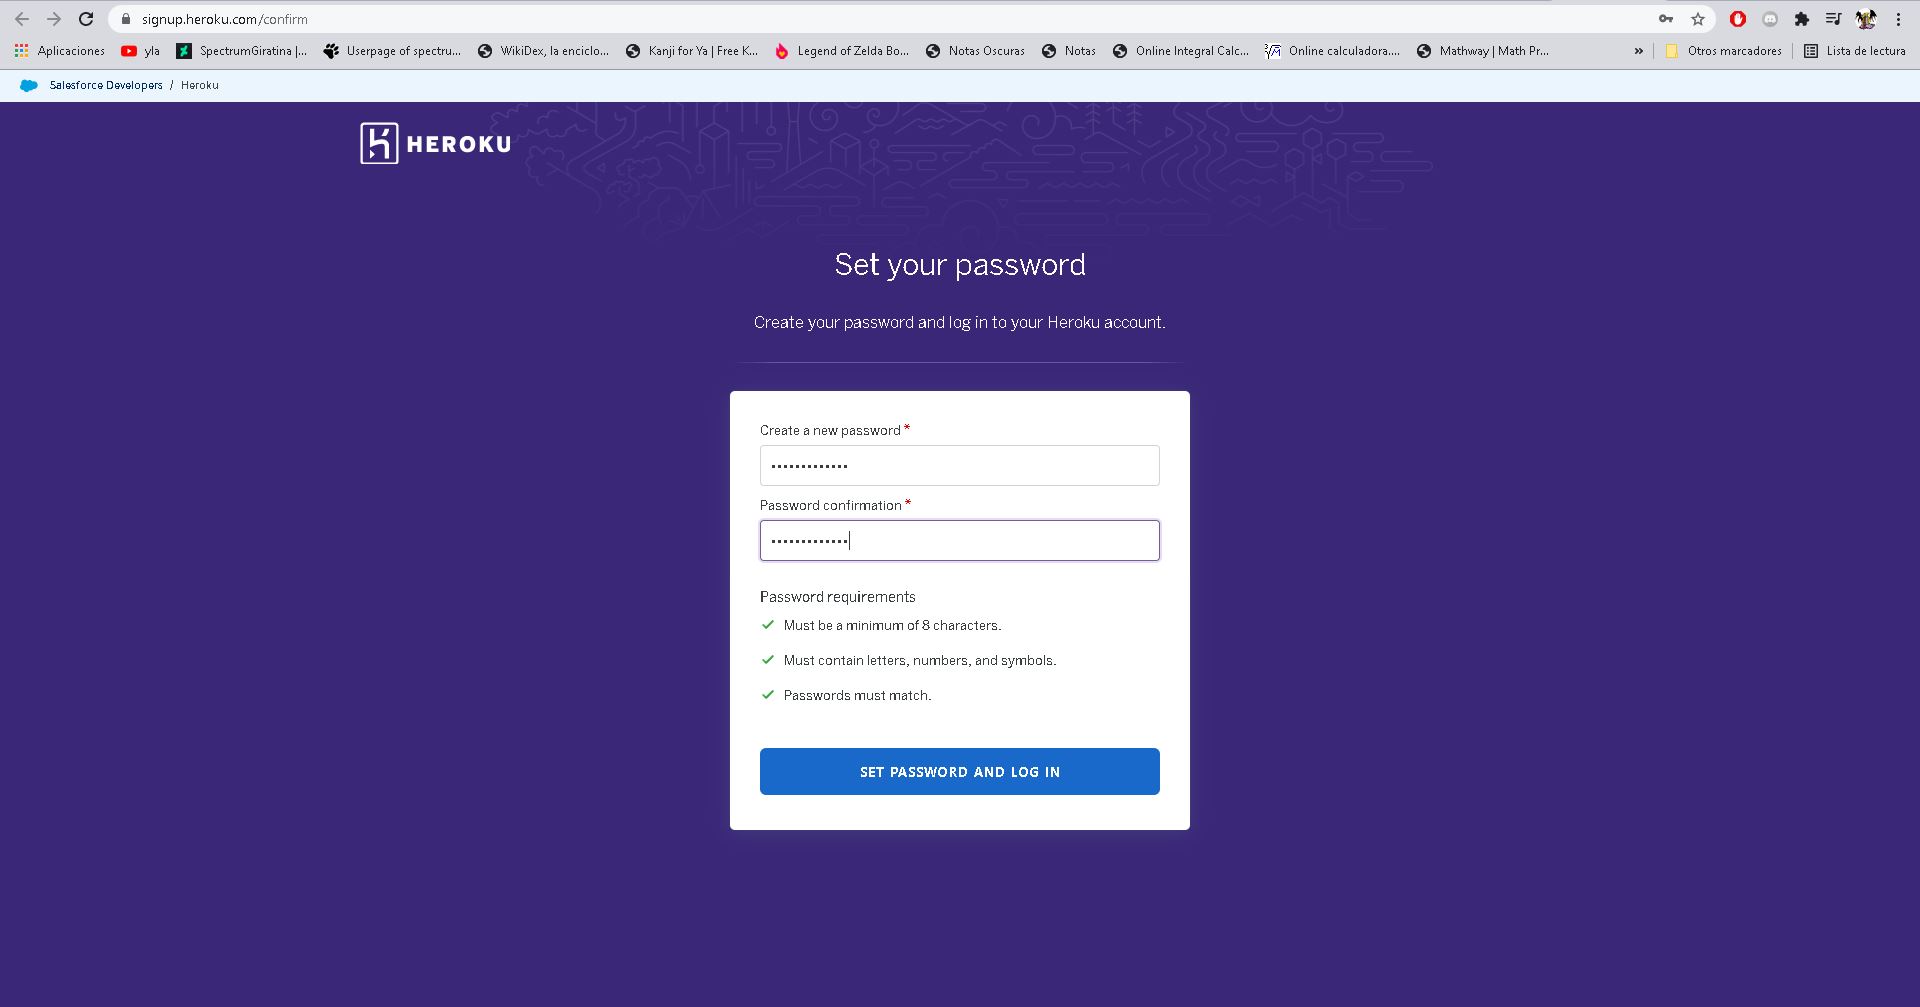 signup.heroku.com/confirm
Aplicaciones yla SpectrumGiratina |... Userpage of spectru... WikiDex, la enciclo... Kanji for Ya | Free K... Legend of Zelda Bo... Notas Oscuras Notas Online Integral Calc... Online calculadora.... Mathway | Math Pr... » Otros marcadores Lista de lectura
Salesforce Developers / Heroku
HEROKU
Set your password
Create your password and log in to your Heroku account.
Create a new password *
•••••••••••••
Password confirmation *
•••••••••••••
Password requirements
Must be a minimum of 8 characters.
Must contain letters, numbers, and symbols.
Passwords must match.
SET PASSWORD AND LOG IN